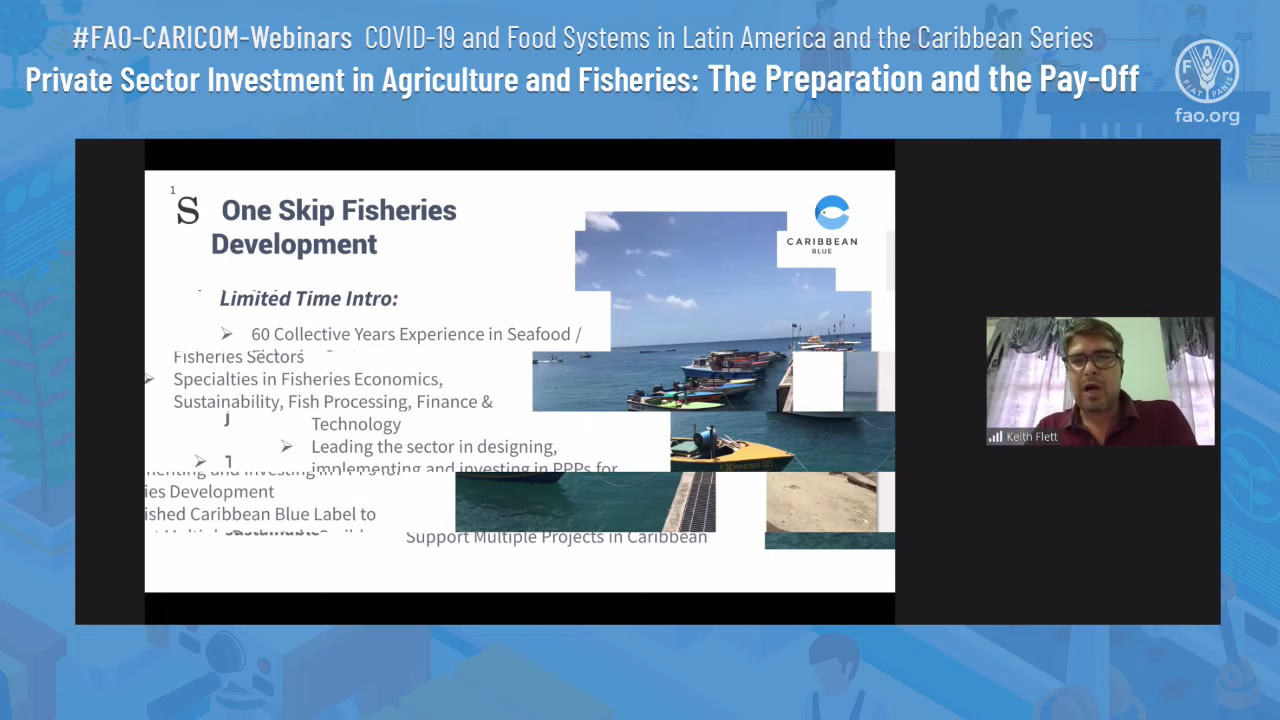 #FAO-CARICOM-Webinars COVID-19 and Food Systems in Latin America and the Caribbean Series
Private Sector Investment in Agriculture and Fisheries: The Preparation and the Pay-Off
FAO
FIAT PANIS
fao.org
1
S One Skip Fisheries
Development
CARIBBEAN
BLUE
Limited Time Intro:
60 Collective Years Experience in Seafood /
Fisheries Sectors
Specialties in Fisheries Economics,
Sustainability, Fish Processing, Finance &
Technology
Leading the sector in designing,
implementing and investing in PPPs for
ies Development
ished Caribbean Blue Label to
Support Multiple Projects in Caribbean
Keith Flett